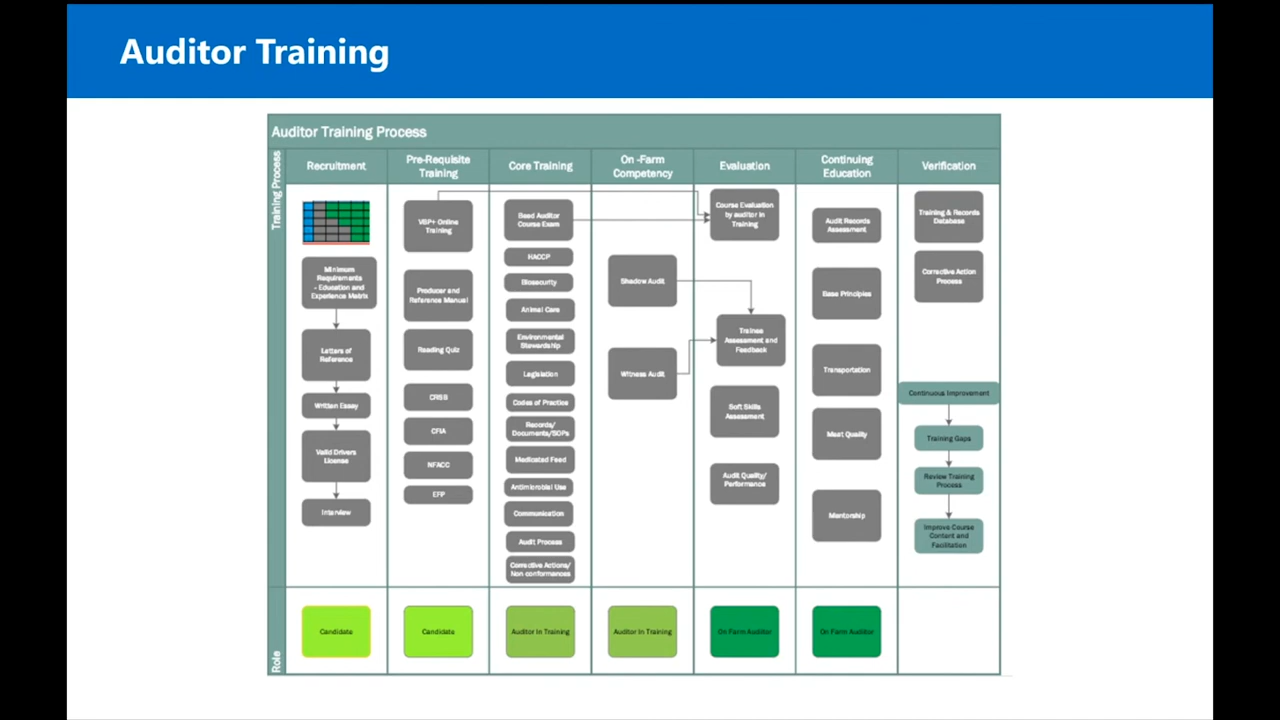 Auditor Training
Auditor Training Process
Training Process
Recruitment
Pre-Requisite
Training
Core Training
On -Farm
Competency
Evaluation
Continuing
Education
Verification
Minimum
Requirements
- Education and
Experience Matrix
Letters of
Reference
Written Essay
Valid Drivers
License
Interview
VBP+ Online
Training
Producer and
Reference Manual
Reading Quiz
CRSB
CFIA
NFACC
EFP
Beed Auditor
Course Exam
HACCP
Biosecurity
Animal Care
Environmental
Stewardship
Legislation
Codes of Practice
Records/
Documents/SOPs
Medicated Feed
Antimicrobial Use
Communication
Audit Process
Corrective Actions/
Non conformances
Shadow Audit
Witness Audit
Course Evaluation
by auditor in
Training
Trainee
Assessment and
Feedback
Soft Skills
Assessment
Audit Quality/
Performance
Audit Records
Assessment
Base Principles
Transportation
Meat Quality
Mentorship
Training & Records
Database
Corrective Action
Process
Continuous Improvement
Training Gaps
Review Training
Process
Improve Course
Content and
Facilitation
Role
Candidate
Candidate
Auditor In Training
Auditor In Training
On Farm Auditor
On Farm Auditor